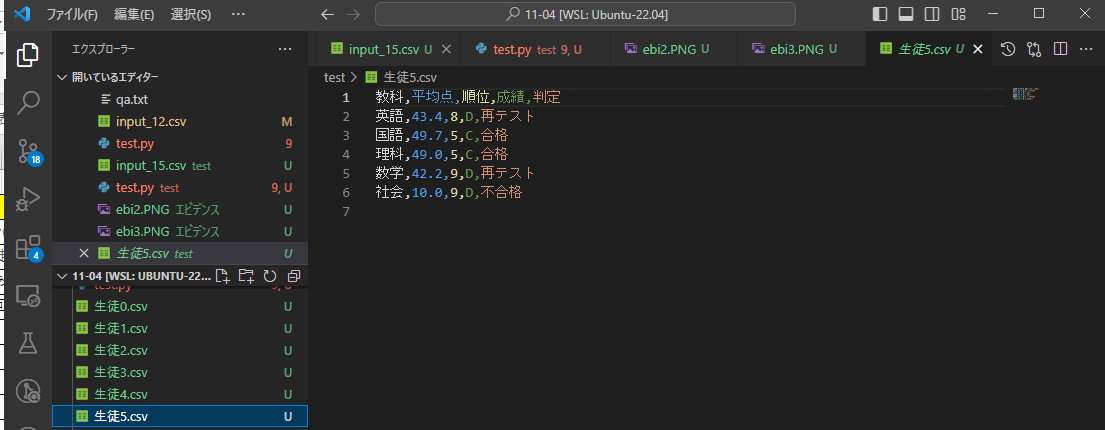 ファイル(F) 編集(E) 選択(S) ··· 11-04 [WSL: Ubuntu-22.04]
エクスプローラー ···
input_15.csv U
test.py test 9, U
ebi2.PNG U
ebi3.PNG U
生徒5.csv U
開いているエディター
qa.txt
input_12.csv M
test.py 9
input_15.csv test U
test.py test 9, U
ebi2.PNG エビデンス U
ebi3.PNG エビデンス U
生徒5.csv test U
11-04 [WSL: UBUNTU-22...
test.py 9, U
生徒0.csv U
生徒1.csv U
生徒2.csv U
生徒3.csv U
生徒4.csv U
生徒5.csv U
18
4
test > 生徒5.csv
1 教科,平均点,順位,成績,判定
2 英語,43.4,8,D,再テスト
3 国語,49.7,5,C,合格
4 理科,49.0,5,C,合格
5 数学,42.2,9,D,再テスト
6 社会,10.0,9,D,不合格
7